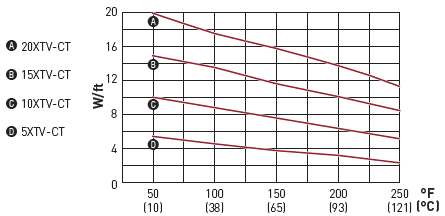 A 20XTV-CT
B 15XTV-CT
C 10XTV-CT
D 5XTV-CT
W/ft
20
16
12
8
4
0
A
B
C
D
50 100 150 200 250 °F
(10) (38) (65) (93) (121) (°C)